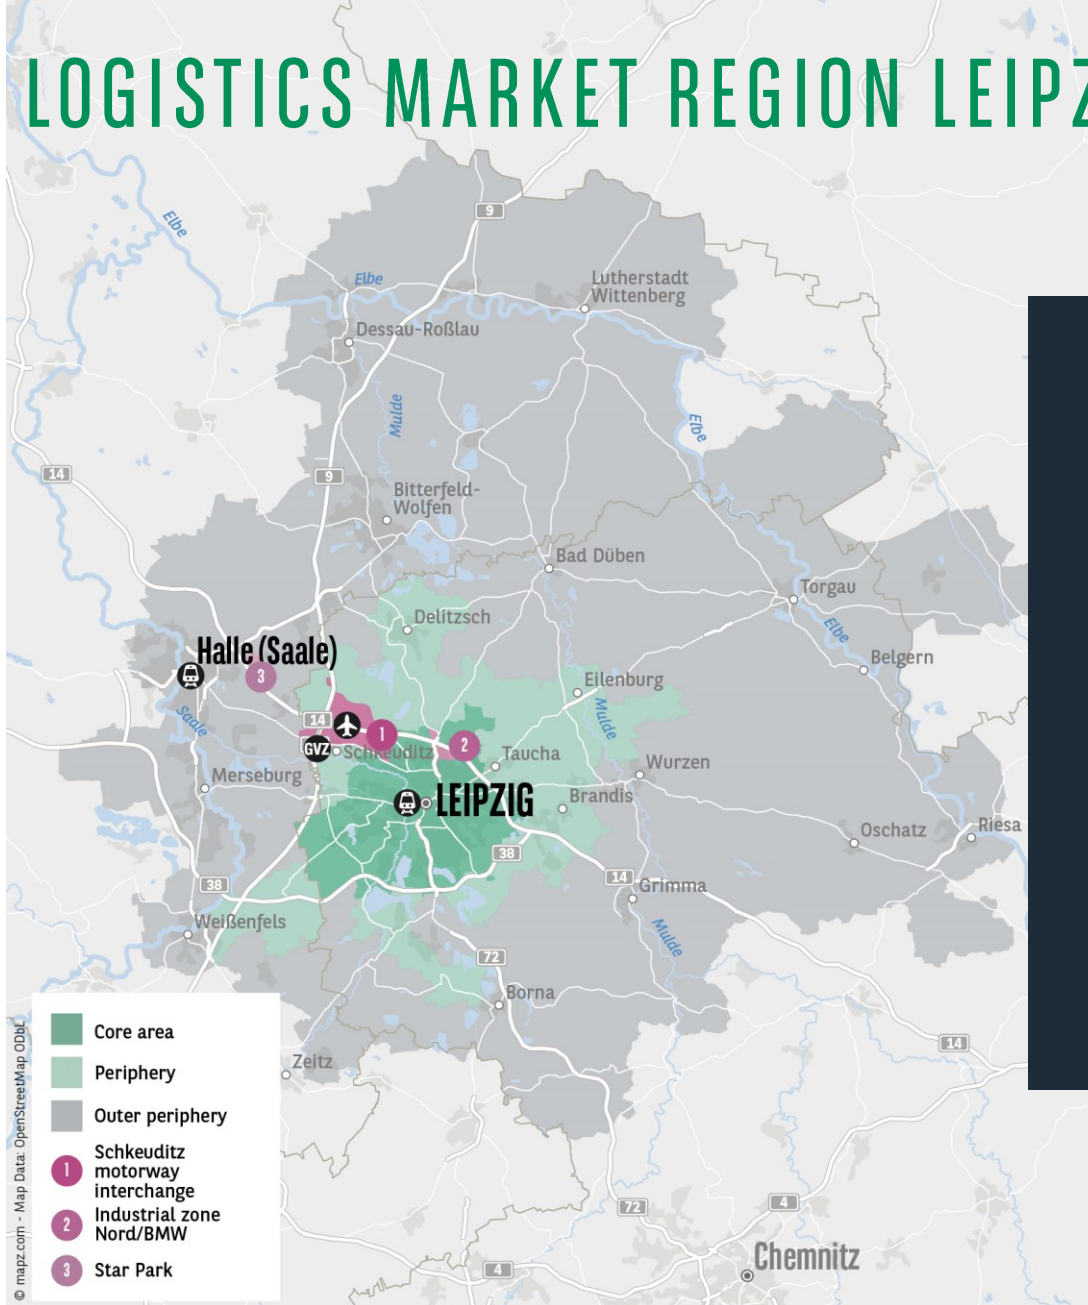 LOGISTICS MARKET REGION LEIPZ
9
Elbe
Elbe
Lutherstadt
Wittenberg
Dessau-Roßlau
Mulde
Elbe
14
9
Bitterfeld-
Wolfen
Bad Düben
Torgau
Delitzsch
Elbe
Halle (Saale)
Belgern
3
Eilenburg
Saale
14
1
Mulde
2
GVZ
Schkeuditz
Taucha
Wurzen
Merseburg
LEIPZIG
Brandis
Oschatz
Riesa
38
38
14
Grimma
Weißenfels
Mulde
72
Borna
14
Zeitz
Core area
Periphery
Outer periphery
1
Schkeuditz
motorway
interchange
2
Industrial zone
Nord/BMW
3
Star Park
72
4
Chemnitz
4
© mapz.com - Map Data: OpenStreetMap ODbL